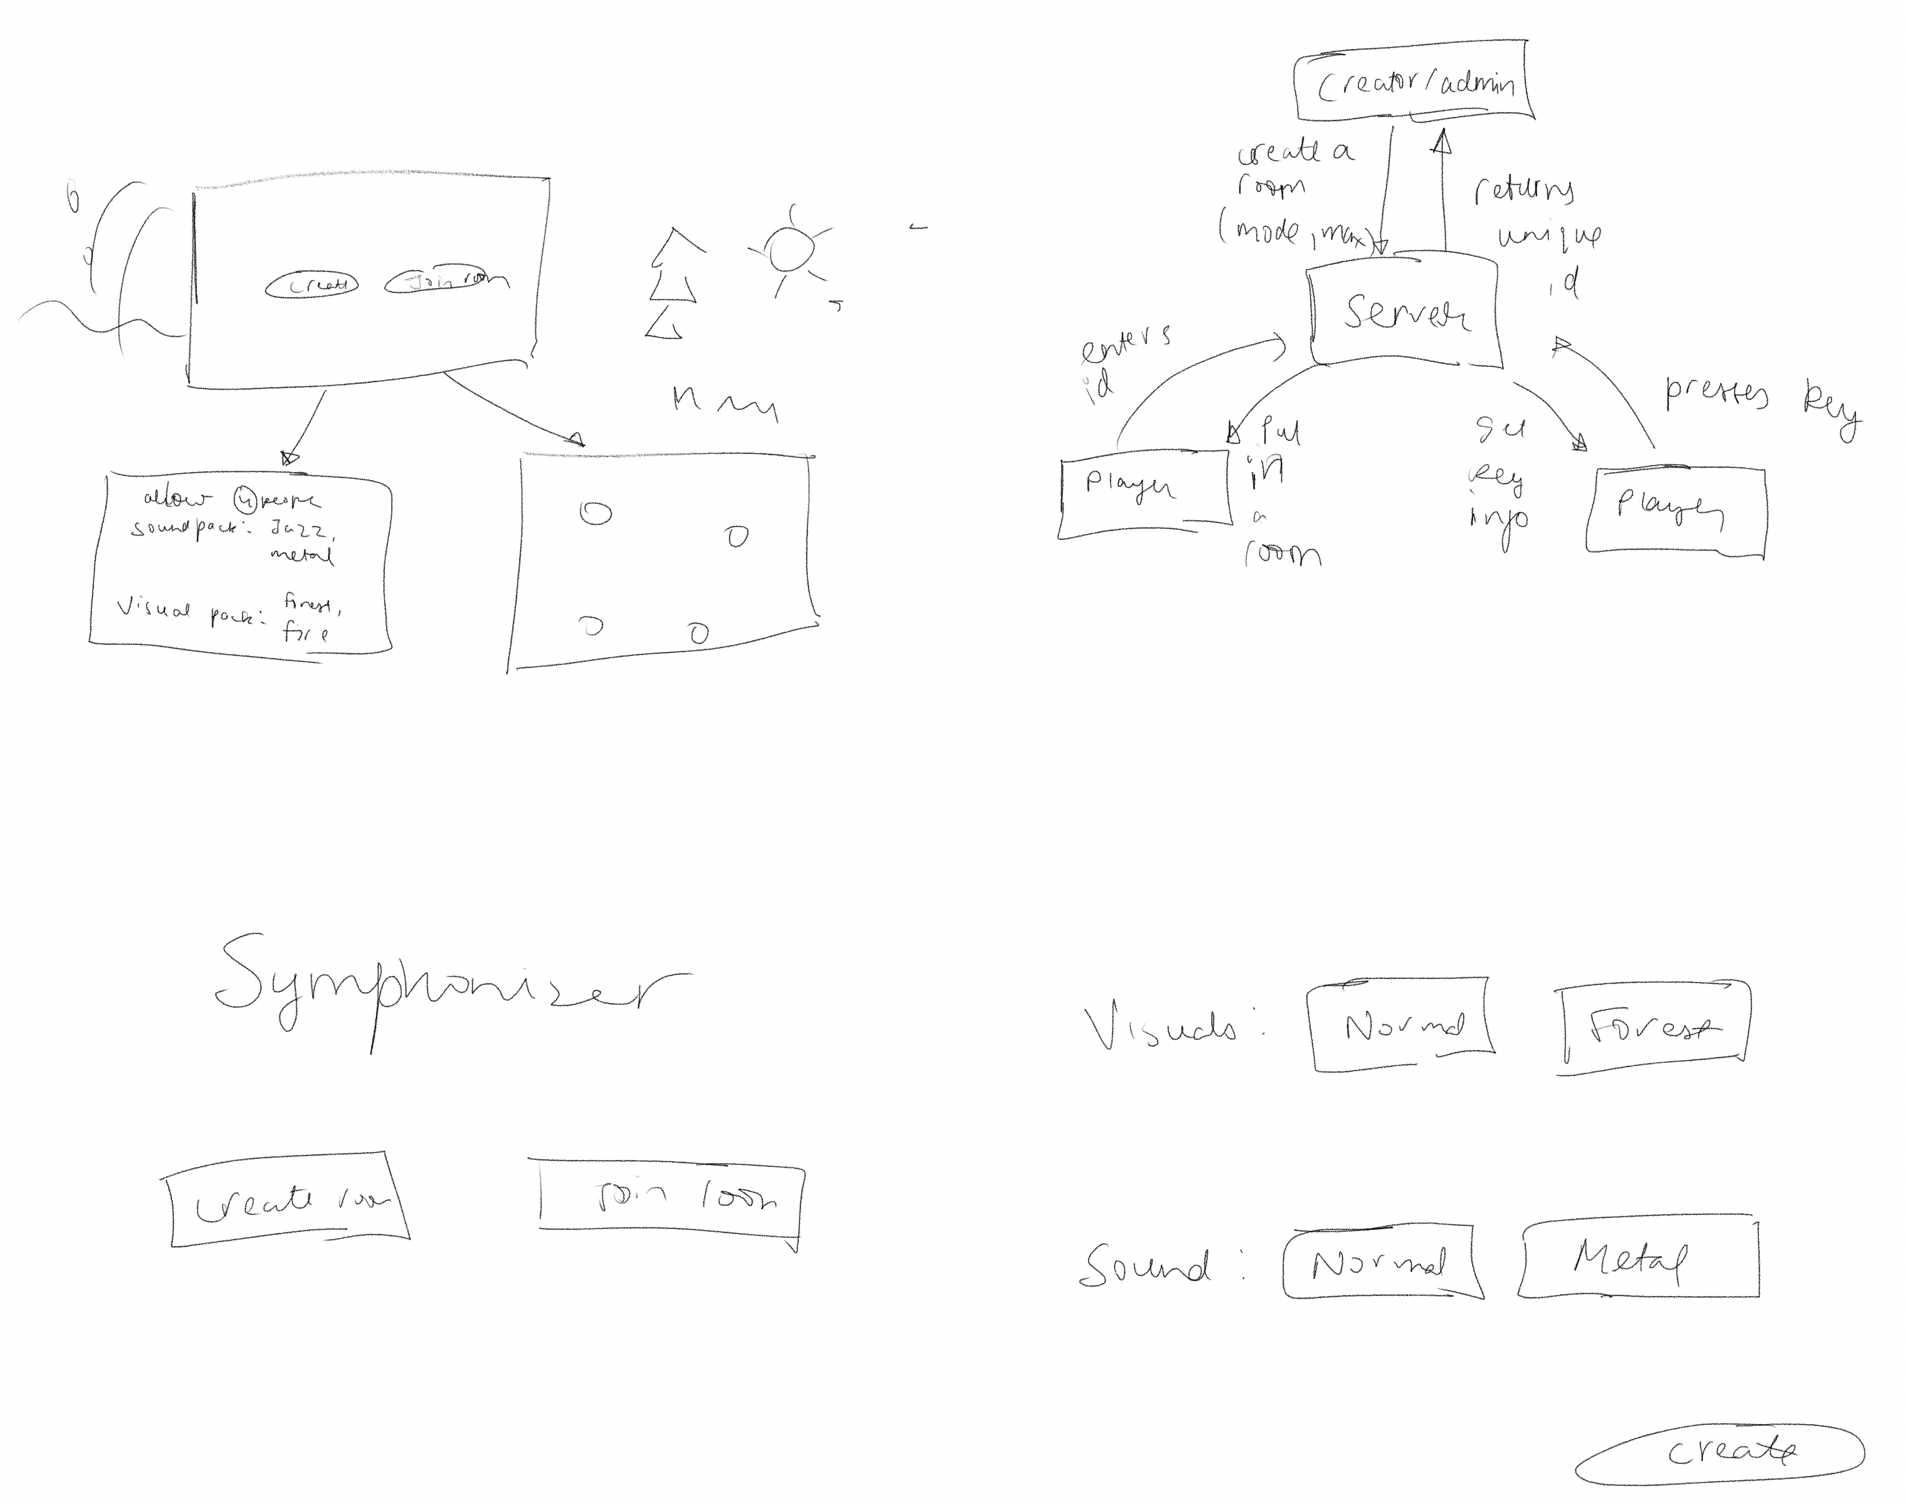 create
Join room
allow 4 people
soundpack: Jazz,
metal
Visual pack: forest,
fire
creator/admin
create a
room
(mode, max)
returns
unique
id
Server
enters
id
Player
Put
in
a
room
get
key
info
presses key
Player
Symphonizer
create room
Join room
Visuals: Normal Forest
Sound: Normal Metal
create